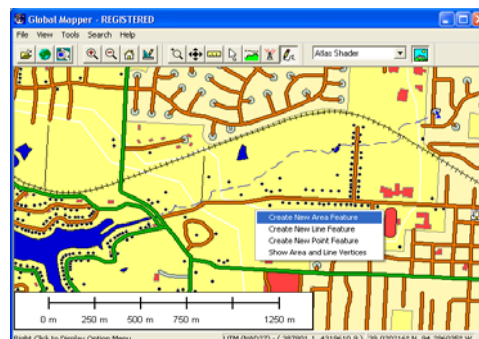 Global Mapper - REGISTERED
File View Tools Search Help
Atlas Shader
Create New Area Feature
Create New Line Feature
Create New Point Feature
Show Area and Line Vertices
0 m 250 m 500 m 750 m 1250 m
Right Click to Display Option Menu